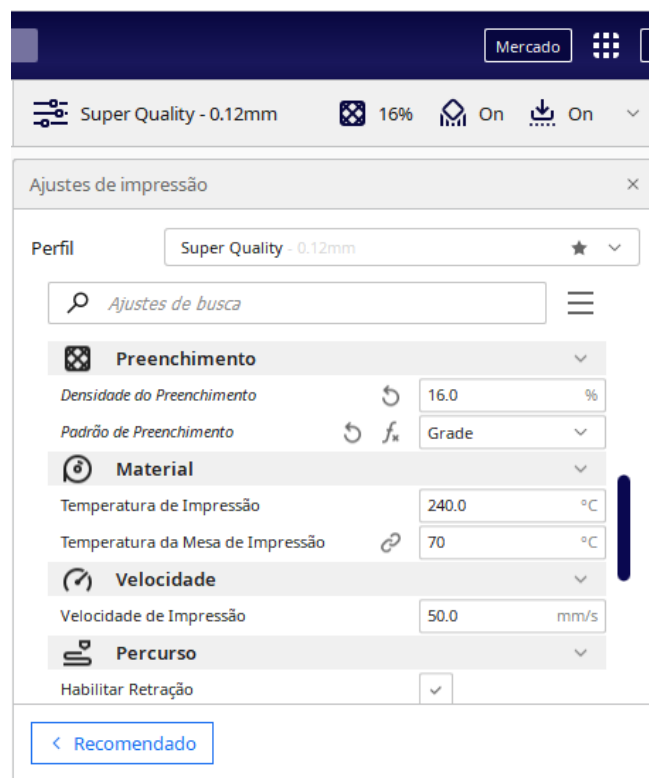 Mercado
Super Quality - 0.12mm 16% On On
Ajustes de impressão
Perfil Super Quality - 0.12mm
Ajustes de busca
Preenchimento
Densidade do Preenchimento 16.0 %
Padrão de Preenchimento Grade
Material
Temperatura de Impressão 240.0 °C
Temperatura da Mesa de Impressão 70 °C
Velocidade
Velocidade de Impressão 50.0 mm/s
Percurso
Habilitar Retração
Recomendado